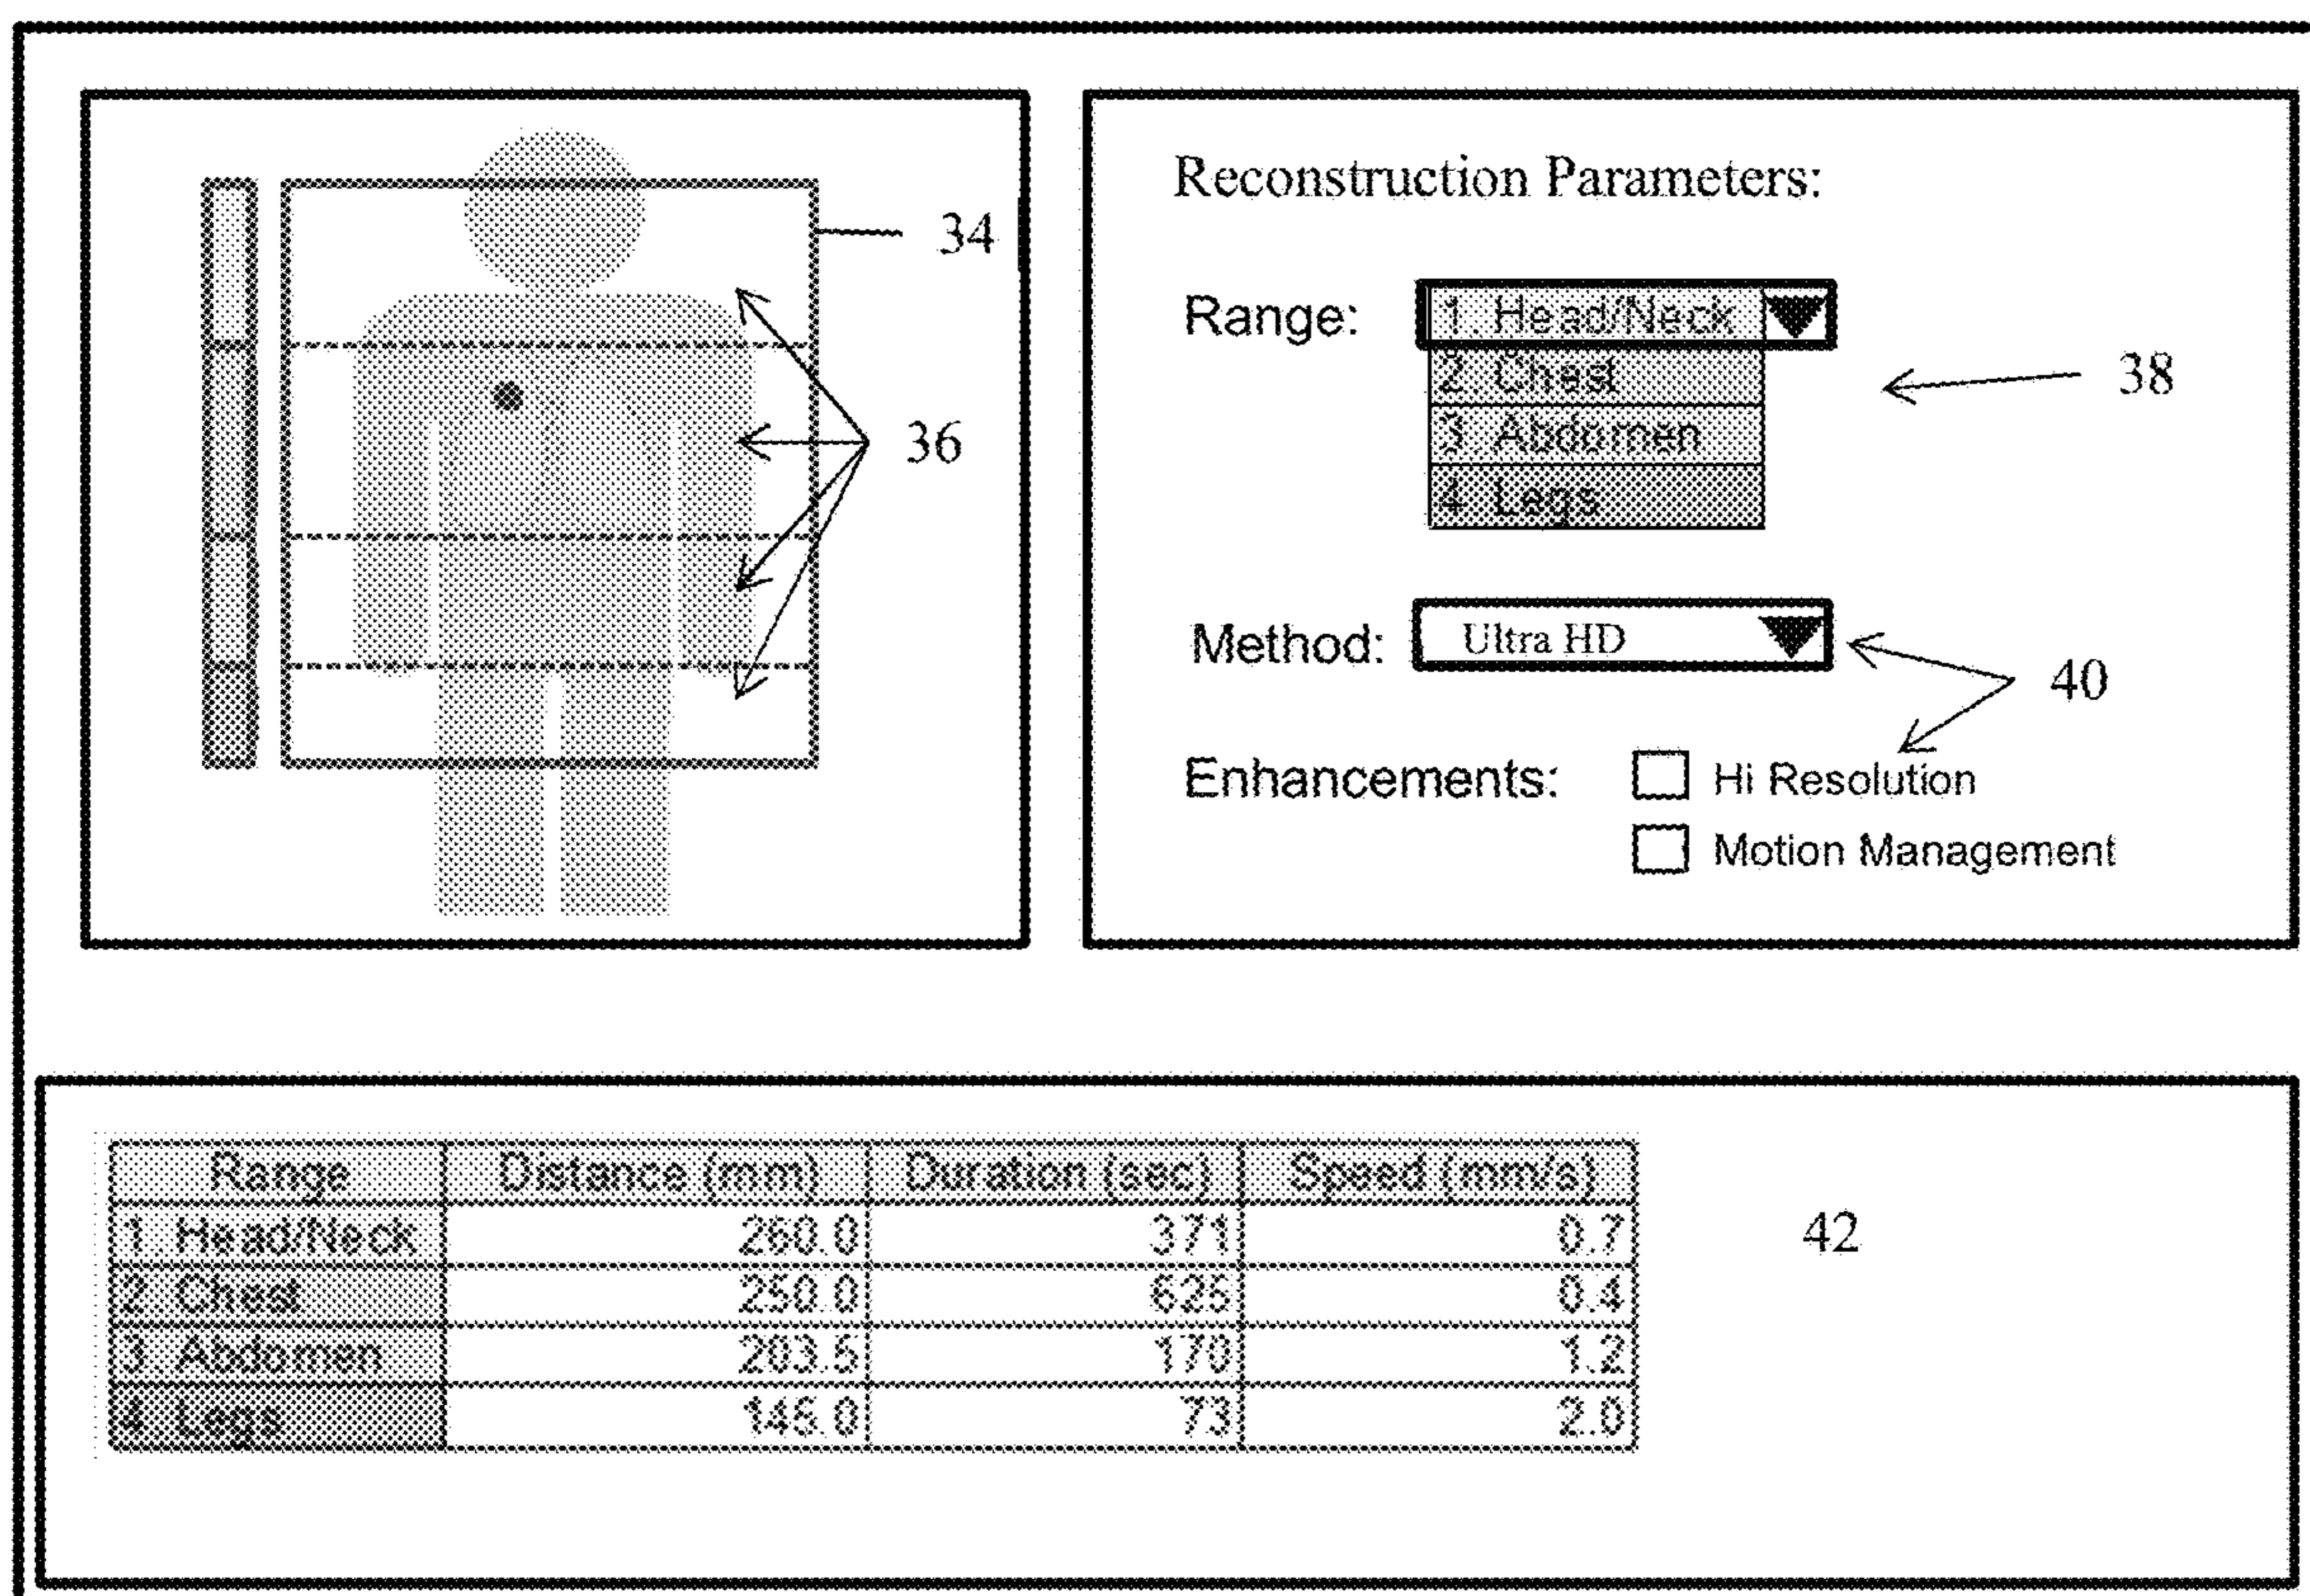 34
36
Reconstruction Parameters:
Range: 1. Head/Neck
2. Chest
3. Abdomen
4. Legs
38
Method: Ultra HD
40
Enhancements: Hi Resolution
Motion Management
Range Distance (mm) Duration (sec) Speed (mm/s)
1. Head/Neck 260.0 371 0.7
2. Chest 250.0 625 0.4
3. Abdomen 203.5 170 1.2
4. Legs 145.0 73 2.0
42